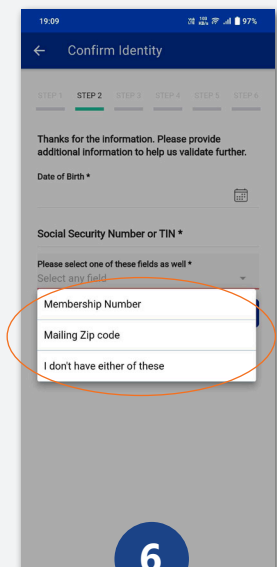 19:09 109 KB/s 97%
Confirm Identity
STEP 1 STEP 2 STEP 3 STEP 4 STEP 5 STEP 6
Thanks for the information. Please provide
additional information to help us validate further.
Date of Birth *
Social Security Number or TIN *
Please select one of these fields as well *
Select any field
Membership Number
Mailing Zip code
I don't have either of these
6